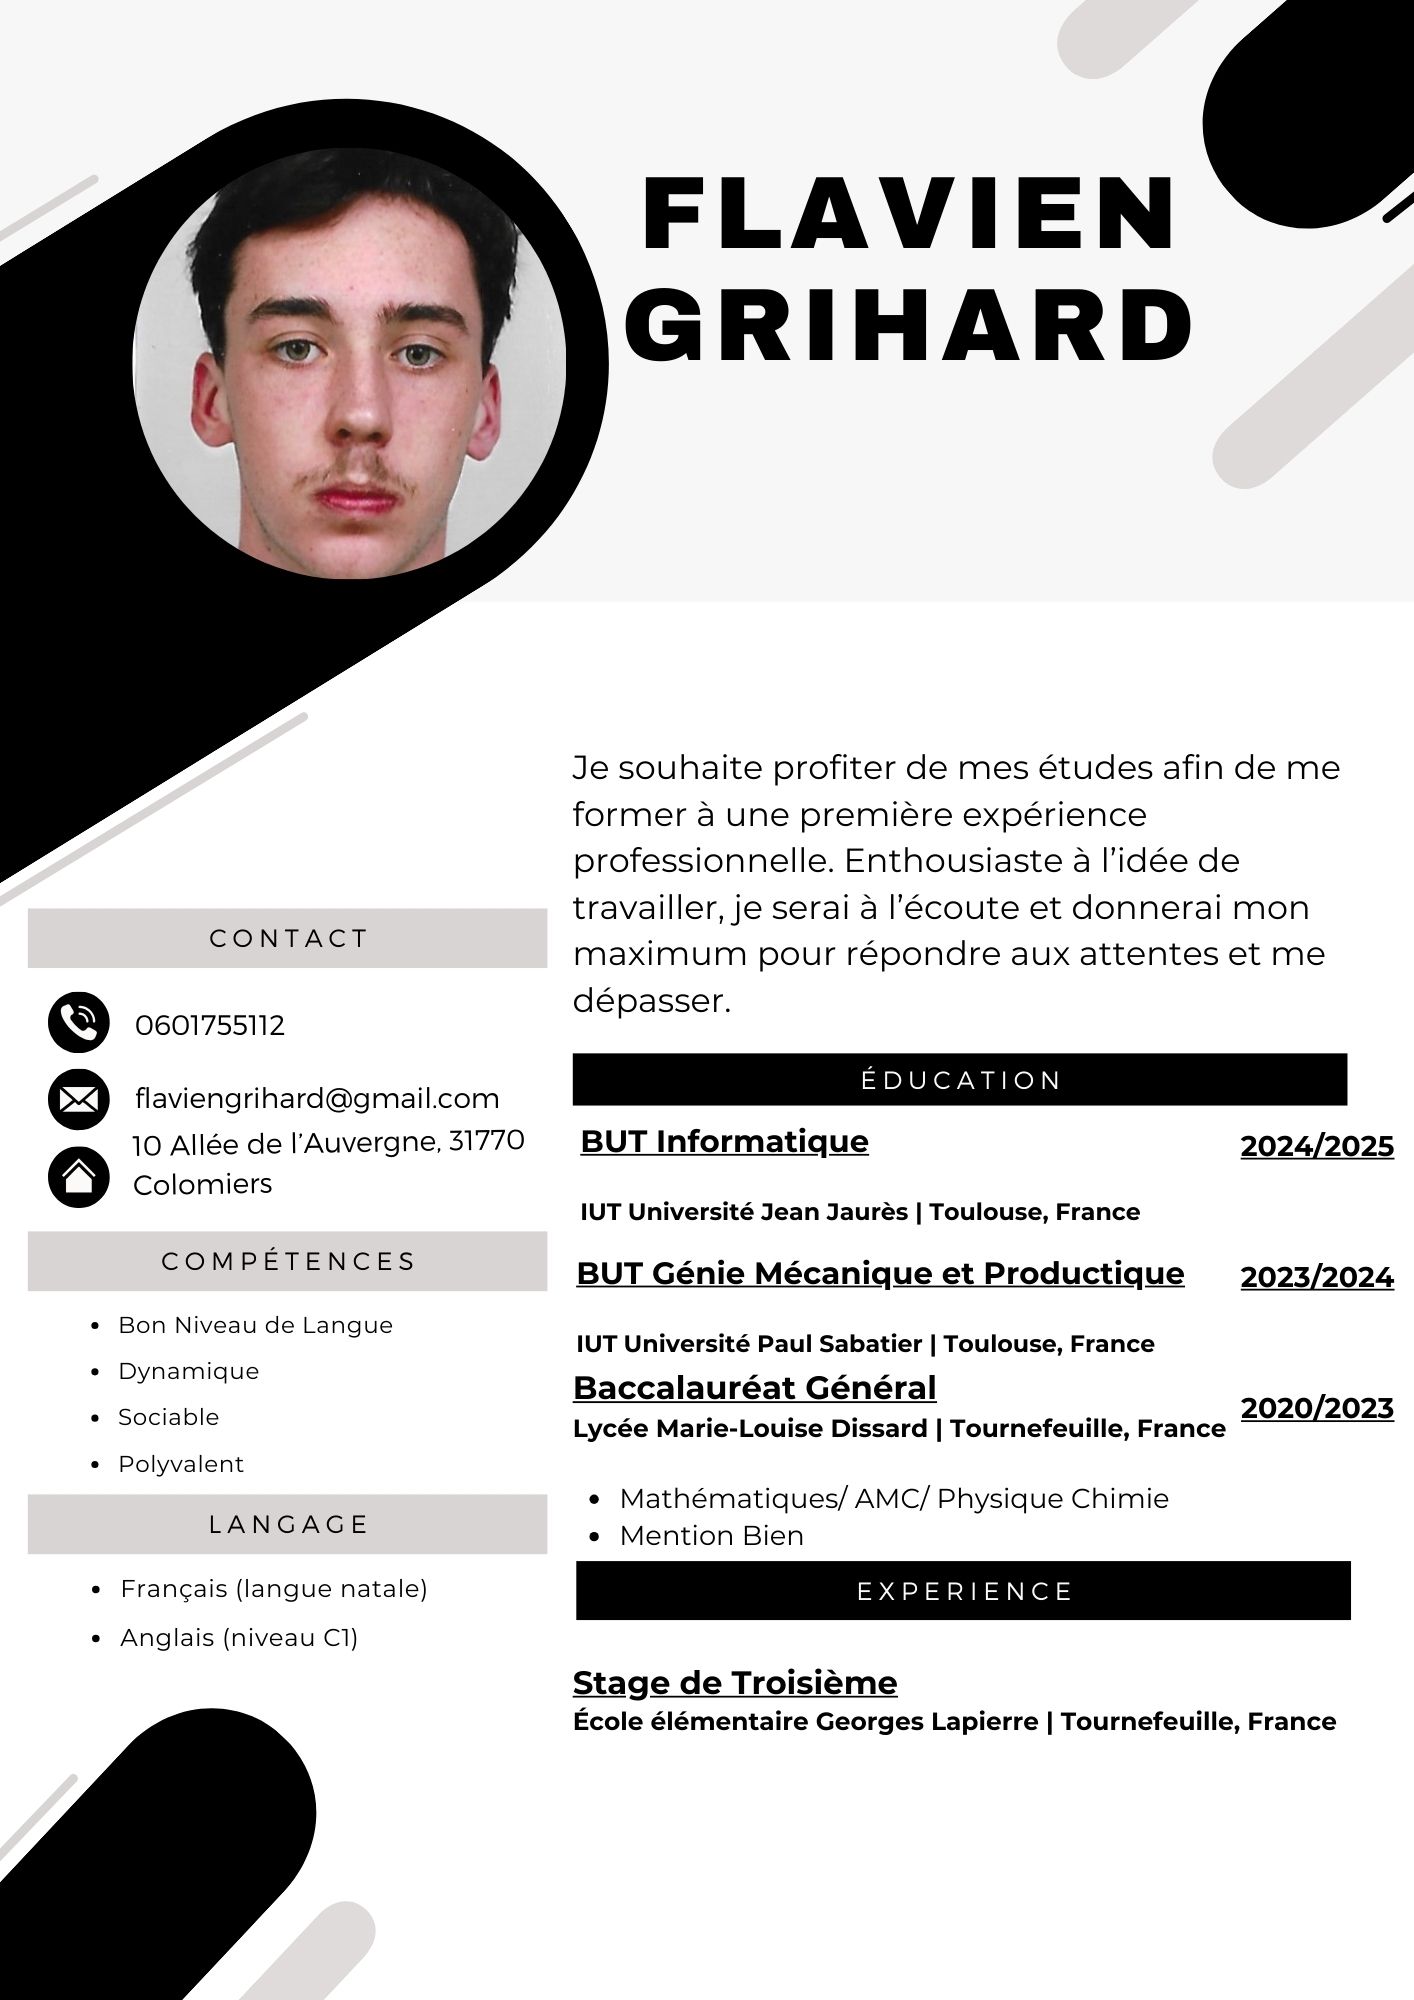 FLAVIEN
GRIHARD
Je souhaite profiter de mes études afin de me
former à une première expérience
professionnelle. Enthousiaste à l’idée de
travailler, je serai à l’écoute et donnerai mon
maximum pour répondre aux attentes et me
dépasser.
CONTACT
0601755112
flaviengrihard@gmail.com
10 Allée de l’Auvergne, 31770
Colomiers
COMPÉTENCES
• Bon Niveau de Langue
• Dynamique
• Sociable
• Polyvalent
LANGAGE
• Français (langue natale)
• Anglais (niveau C1)
ÉDUCATION
BUT Informatique 2024/2025
IUT Université Jean Jaurès | Toulouse, France
BUT Génie Mécanique et Productique 2023/2024
IUT Université Paul Sabatier | Toulouse, France
Baccalauréat Général 2020/2023
Lycée Marie-Louise Dissard | Tournefeuille, France
• Mathématiques/ AMC/ Physique Chimie
• Mention Bien
EXPERIENCE
Stage de Troisième
École élémentaire Georges Lapierre | Tournefeuille, France